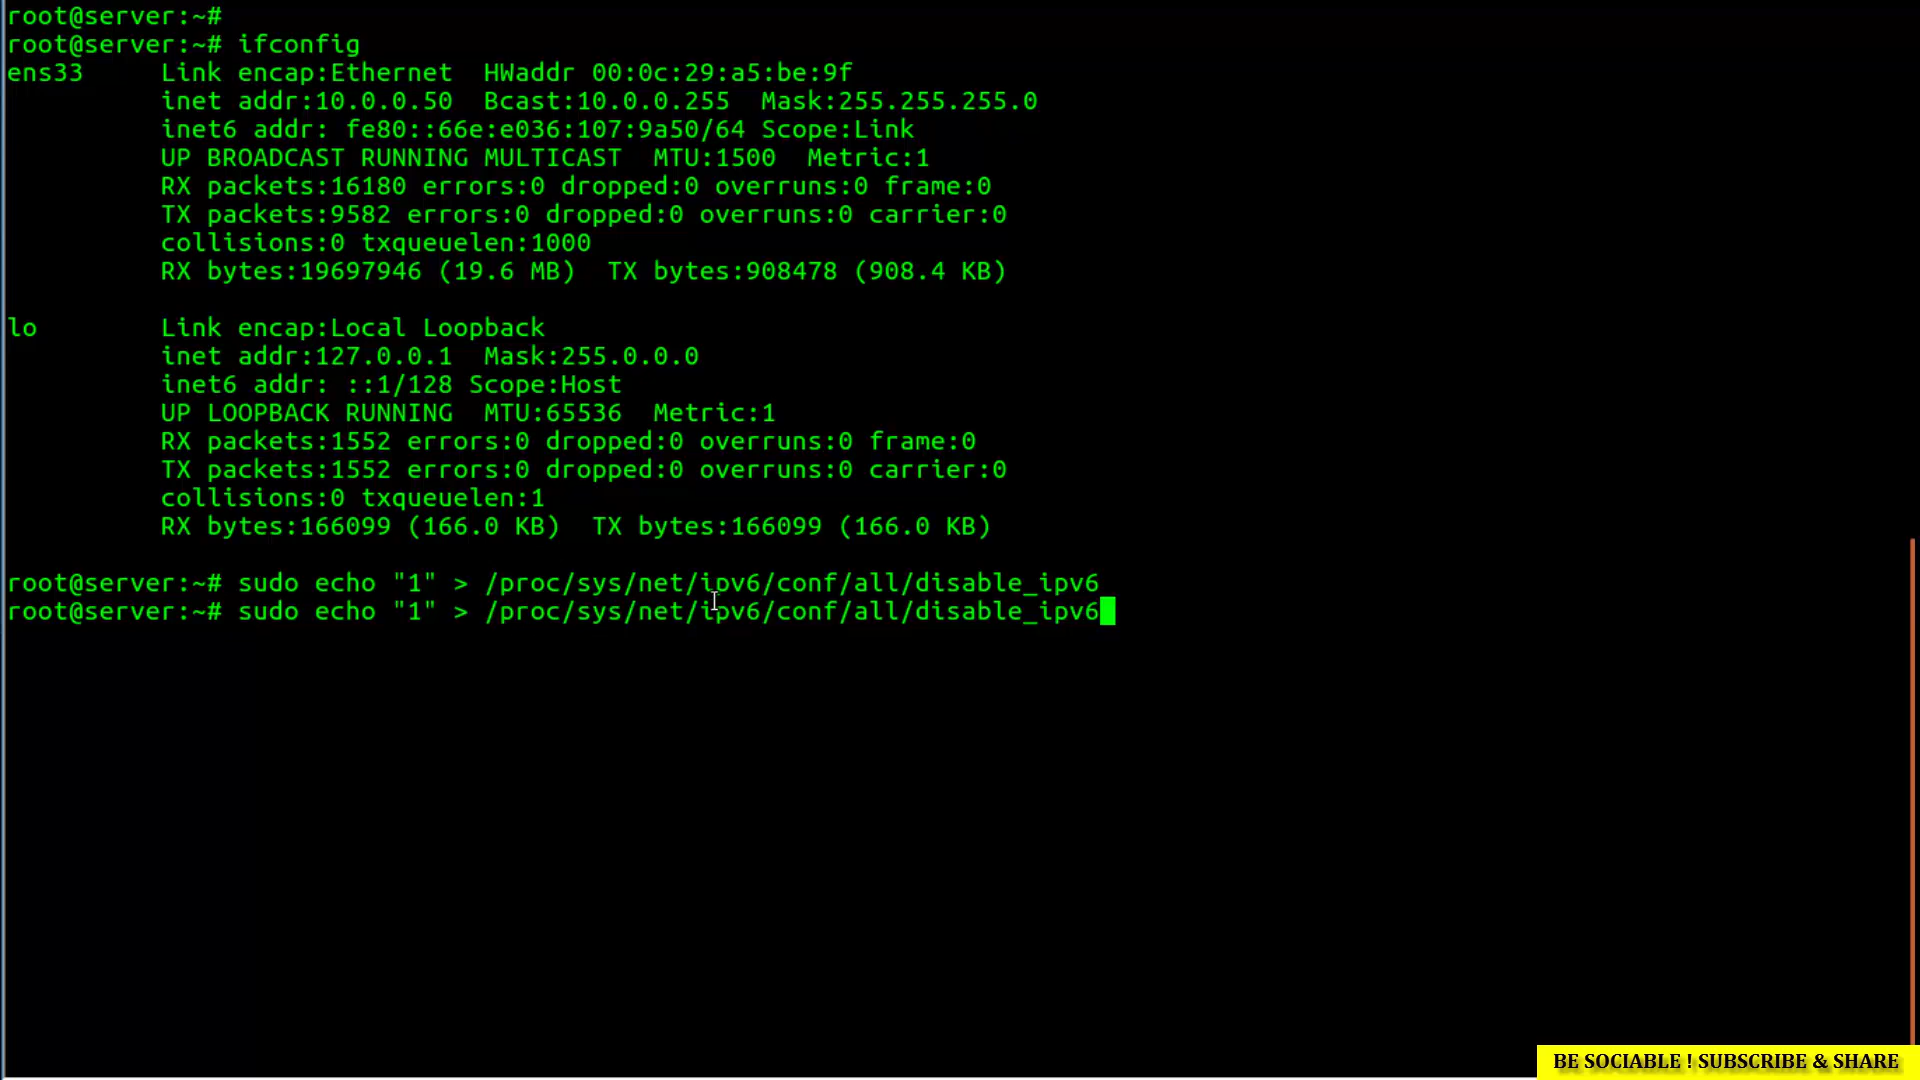 root@server:~#
root@server:~# ifconfig
ens33     Link encap:Ethernet  HWaddr 00:0c:29:a5:be:9f
          inet addr:10.0.0.50  Bcast:10.0.0.255  Mask:255.255.255.0
          inet6 addr: fe80::66e:e036:107:9a50/64 Scope:Link
          UP BROADCAST RUNNING MULTICAST  MTU:1500  Metric:1
          RX packets:16180 errors:0 dropped:0 overruns:0 frame:0
          TX packets:9582 errors:0 dropped:0 overruns:0 carrier:0
          collisions:0 txqueuelen:1000
          RX bytes:19697946 (19.6 MB)  TX bytes:908478 (908.4 KB)
lo        Link encap:Local Loopback
          inet addr:127.0.0.1  Mask:255.0.0.0
          inet6 addr: ::1/128 Scope:Host
          UP LOOPBACK RUNNING  MTU:65536  Metric:1
          RX packets:1552 errors:0 dropped:0 overruns:0 frame:0
          TX packets:1552 errors:0 dropped:0 overruns:0 carrier:0
          collisions:0 txqueuelen:1
          RX bytes:166099 (166.0 KB)  TX bytes:166099 (166.0 KB)
root@server:~# sudo echo "1" > /proc/sys/net/ipv6/conf/all/disable_ipv6
root@server:~# sudo echo "1" > /proc/sys/net/ipv6/conf/all/disable_ipv6
BE SOCIABLE ! SUBSCRIBE & SHARE